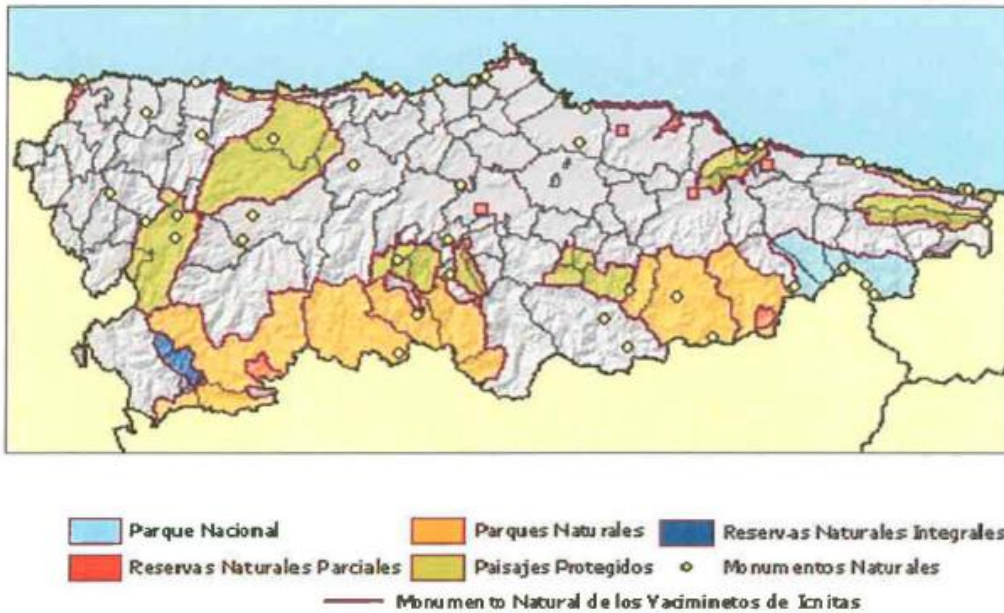 Parque Nacional
Parques Naturales
Reservas Naturales Integrales
Reservas Naturales Parciales
Paisajes Protegidos
Monumentos Naturales
Monumento Natural de los Yaciminetos de Icnitas